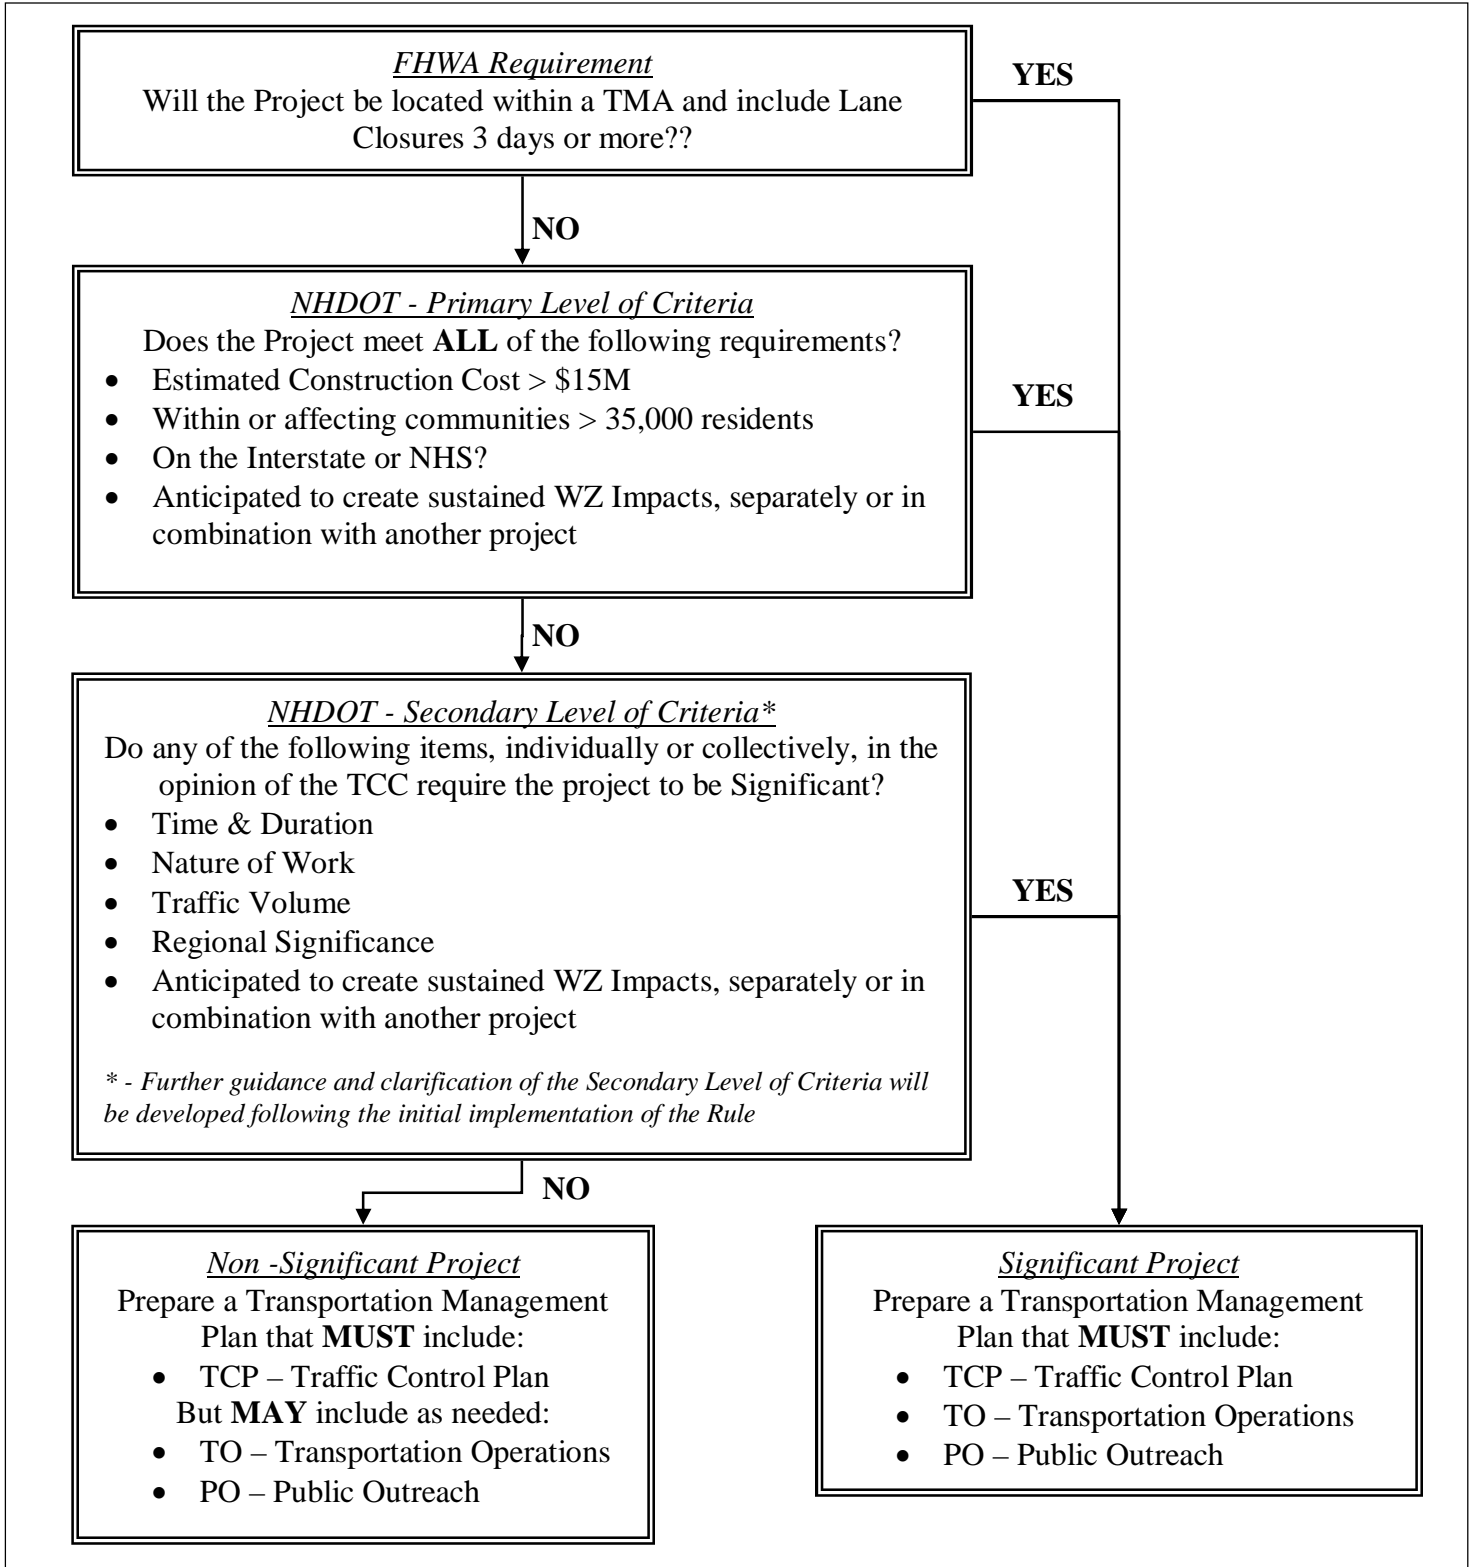 FHWA Requirement
YES
Will the Project be located within a TMA and include Lane
Closures 3 days or more??
NO
NHDOT - Primary Level of Criteria
Does the Project meet ALL of the following requirements?
• Estimated Construction Cost > $15M
• Within or affecting communities > 35,000 residents
YES
• On the Interstate or NHS?
• Anticipated to create sustained WZ Impacts, separately or in
combination with another project
NO
NHDOT - Secondary Level of Criteria*
Do any of the following items, individually or collectively, in the
opinion of the TCC require the project to be Significant?
• Time & Duration
• Nature of Work
• Traffic Volume
YES
• Regional Significance
• Anticipated to create sustained WZ Impacts, separately or in
combination with another project
* - Further guidance and clarification of the Secondary Level of Criteria will
be developed following the initial implementation of the Rule
NO
Non -Significant Project
Prepare a Transportation Management
Plan that MUST include:
• TCP – Traffic Control Plan
But MAY include as needed:
• TO – Transportation Operations
• PO – Public Outreach
Significant Project
Prepare a Transportation Management
Plan that MUST include:
• TCP – Traffic Control Plan
• TO – Transportation Operations
• PO – Public Outreach